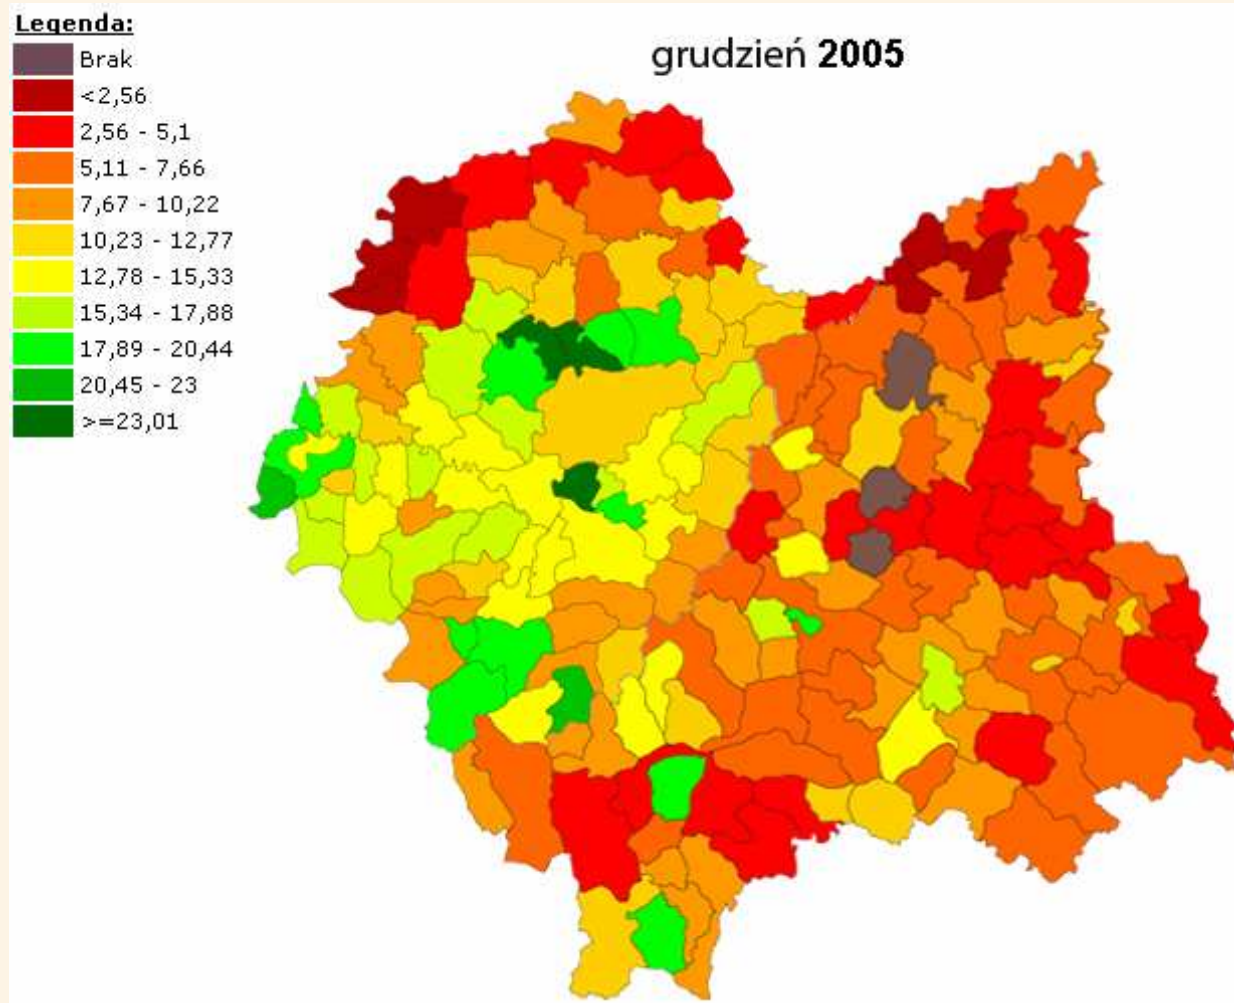 Legenda:
Brak
<2,56
2,56 - 5,1
5,11 - 7,66
7,67 - 10,22
10,23 - 12,77
12,78 - 15,33
15,34 - 17,88
17,89 - 20,44
20,45 - 23
>=23,01
grudzień 2005